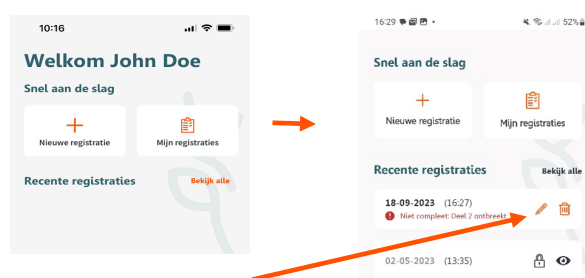 10:16
Welkom John Doe
Snel aan de slag
Nieuwe registratie
Mijn registraties
Recente registraties
Bekijk alle
16:29
52%
Snel aan de slag
Nieuwe registratie
Mijn registraties
Recente registraties
Bekijk alle
18-09-2023 (16:27)
Niet compleet: Deel 2 ontbreekt
02-05-2023 (13:35)